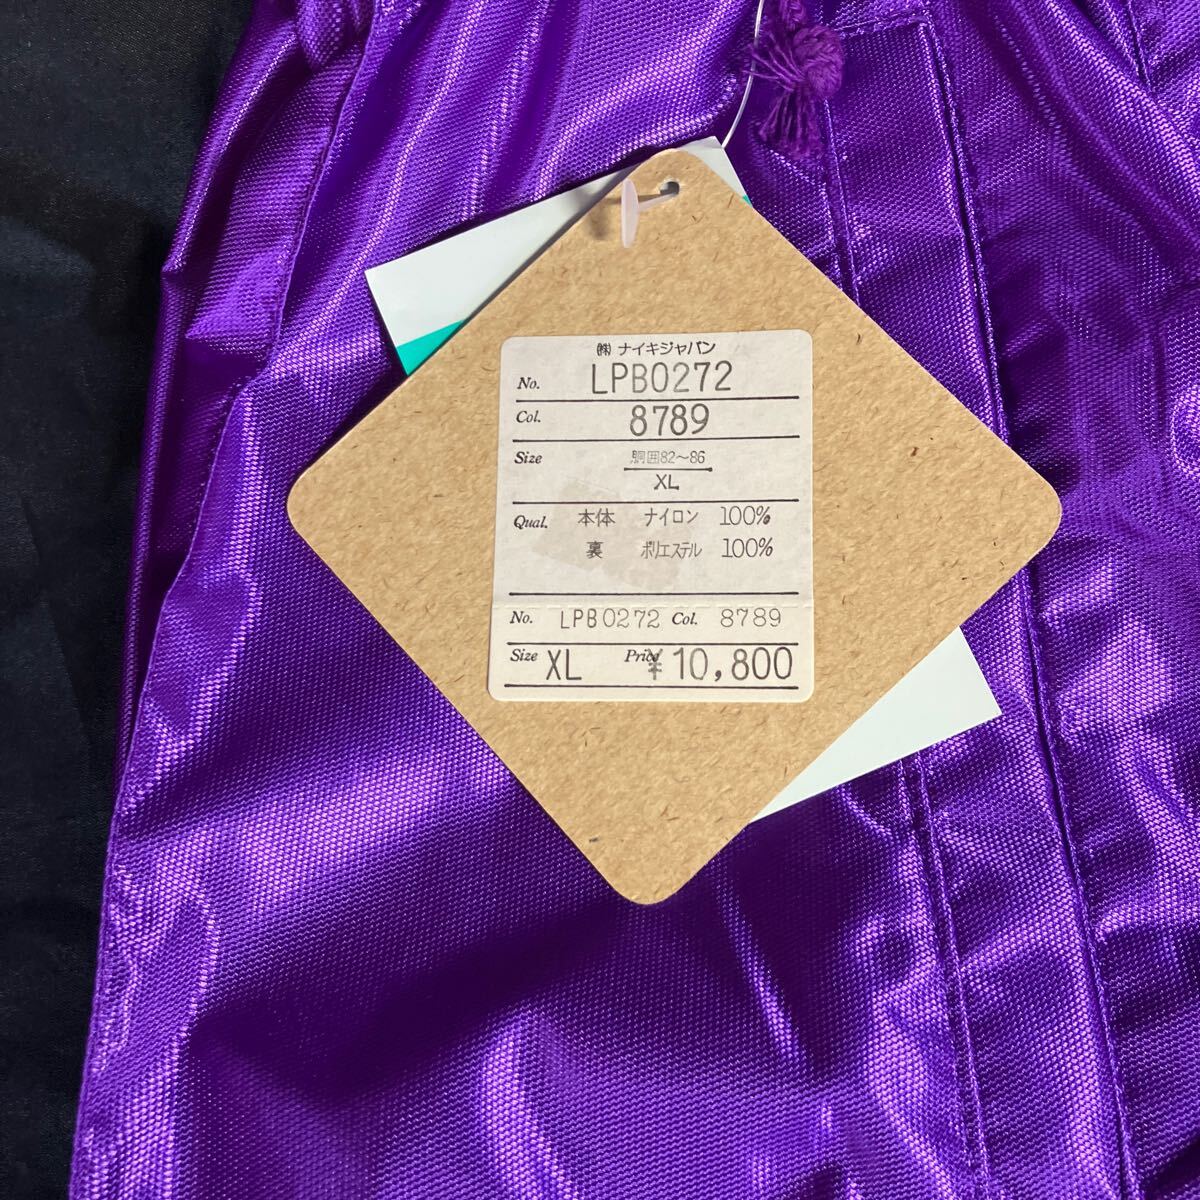 ㈱ ナイキジャパン
No. LPB0272
Col. 8789
Size 胴囲82～86
XL
Qual. 本体 ナイロン 100%
裏 ポリエステル 100%
No. LPB0272 Col. 8789
Size XL Price ¥10,800